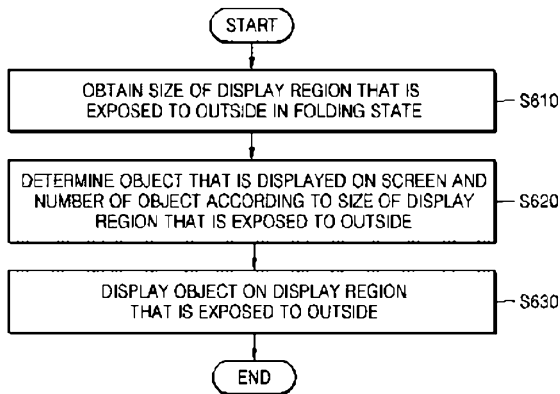 START
OBTAIN SIZE OF DISPLAY REGION THAT IS
EXPOSED TO OUTSIDE IN FOLDING STATE
S610
DETERMINE OBJECT THAT IS DISPLAYED ON SCREEN AND
NUMBER OF OBJECT ACCORDING TO SIZE OF DISPLAY
REGION THAT IS EXPOSED TO OUTSIDE
S620
DISPLAY OBJECT ON DISPLAY REGION
THAT IS EXPOSED TO OUTSIDE
S630
END